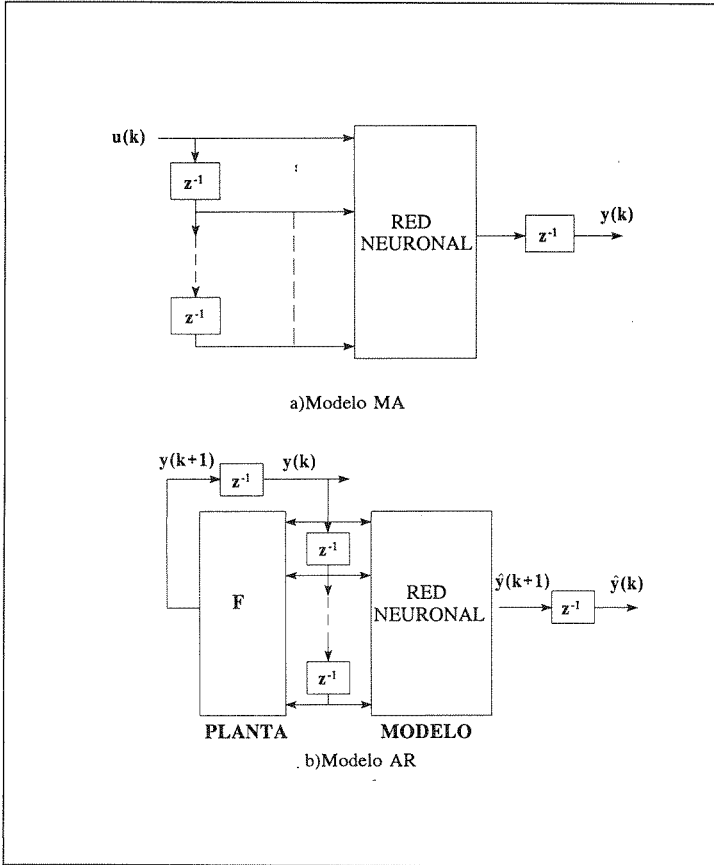 u(k)
z⁻¹
RED
NEURONAL
z⁻¹
y(k)
z⁻¹
a)Modelo MA
y(k+1)
z⁻¹
y(k)
z⁻¹
F
RED
NEURONAL
ŷ(k+1)
z⁻¹
ŷ(k)
z⁻¹
PLANTA
MODELO
b)Modelo AR